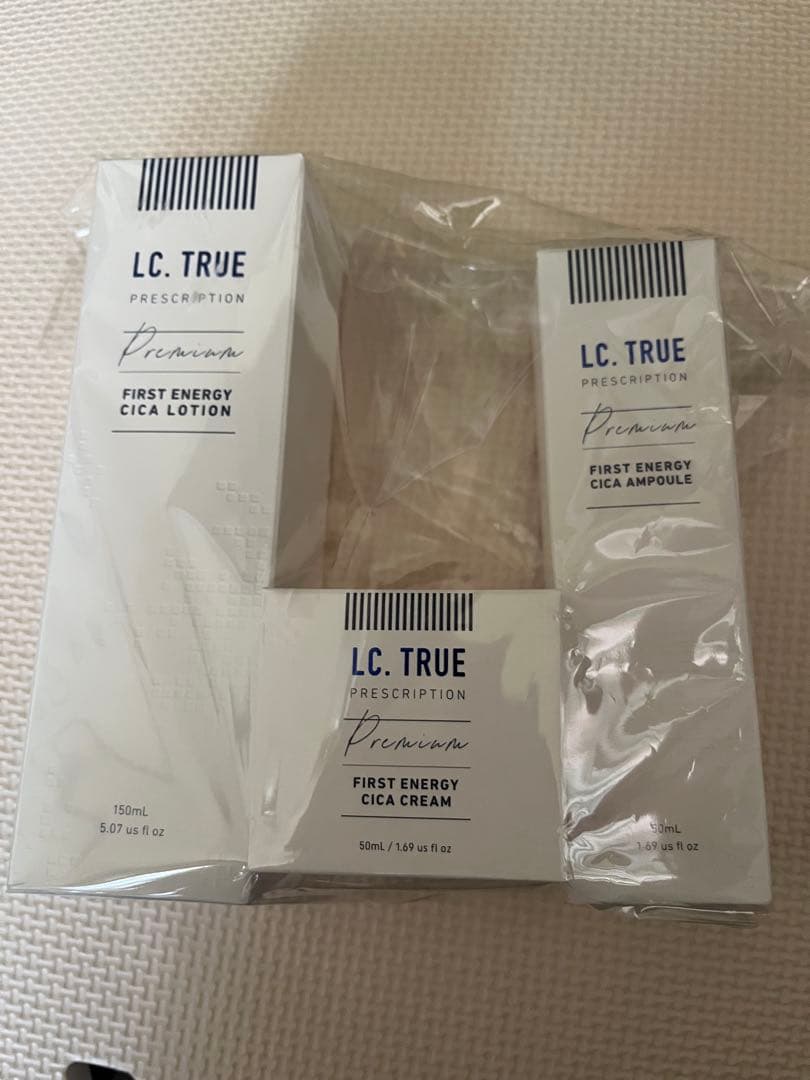 LC. TRUE
PRESCRIPTION
Premium
FIRST ENERGY
CICA LOTION
150mL
5.07 us fl oz
LC. TRUE
PRESCRIPTION
Premium
FIRST ENERGY
CICA CREAM
50mL / 1.69 us fl oz
LC. TRUE
PRESCRIPTION
Premium
FIRST ENERGY
CICA AMPOULE
50mL
1.69 us fl oz